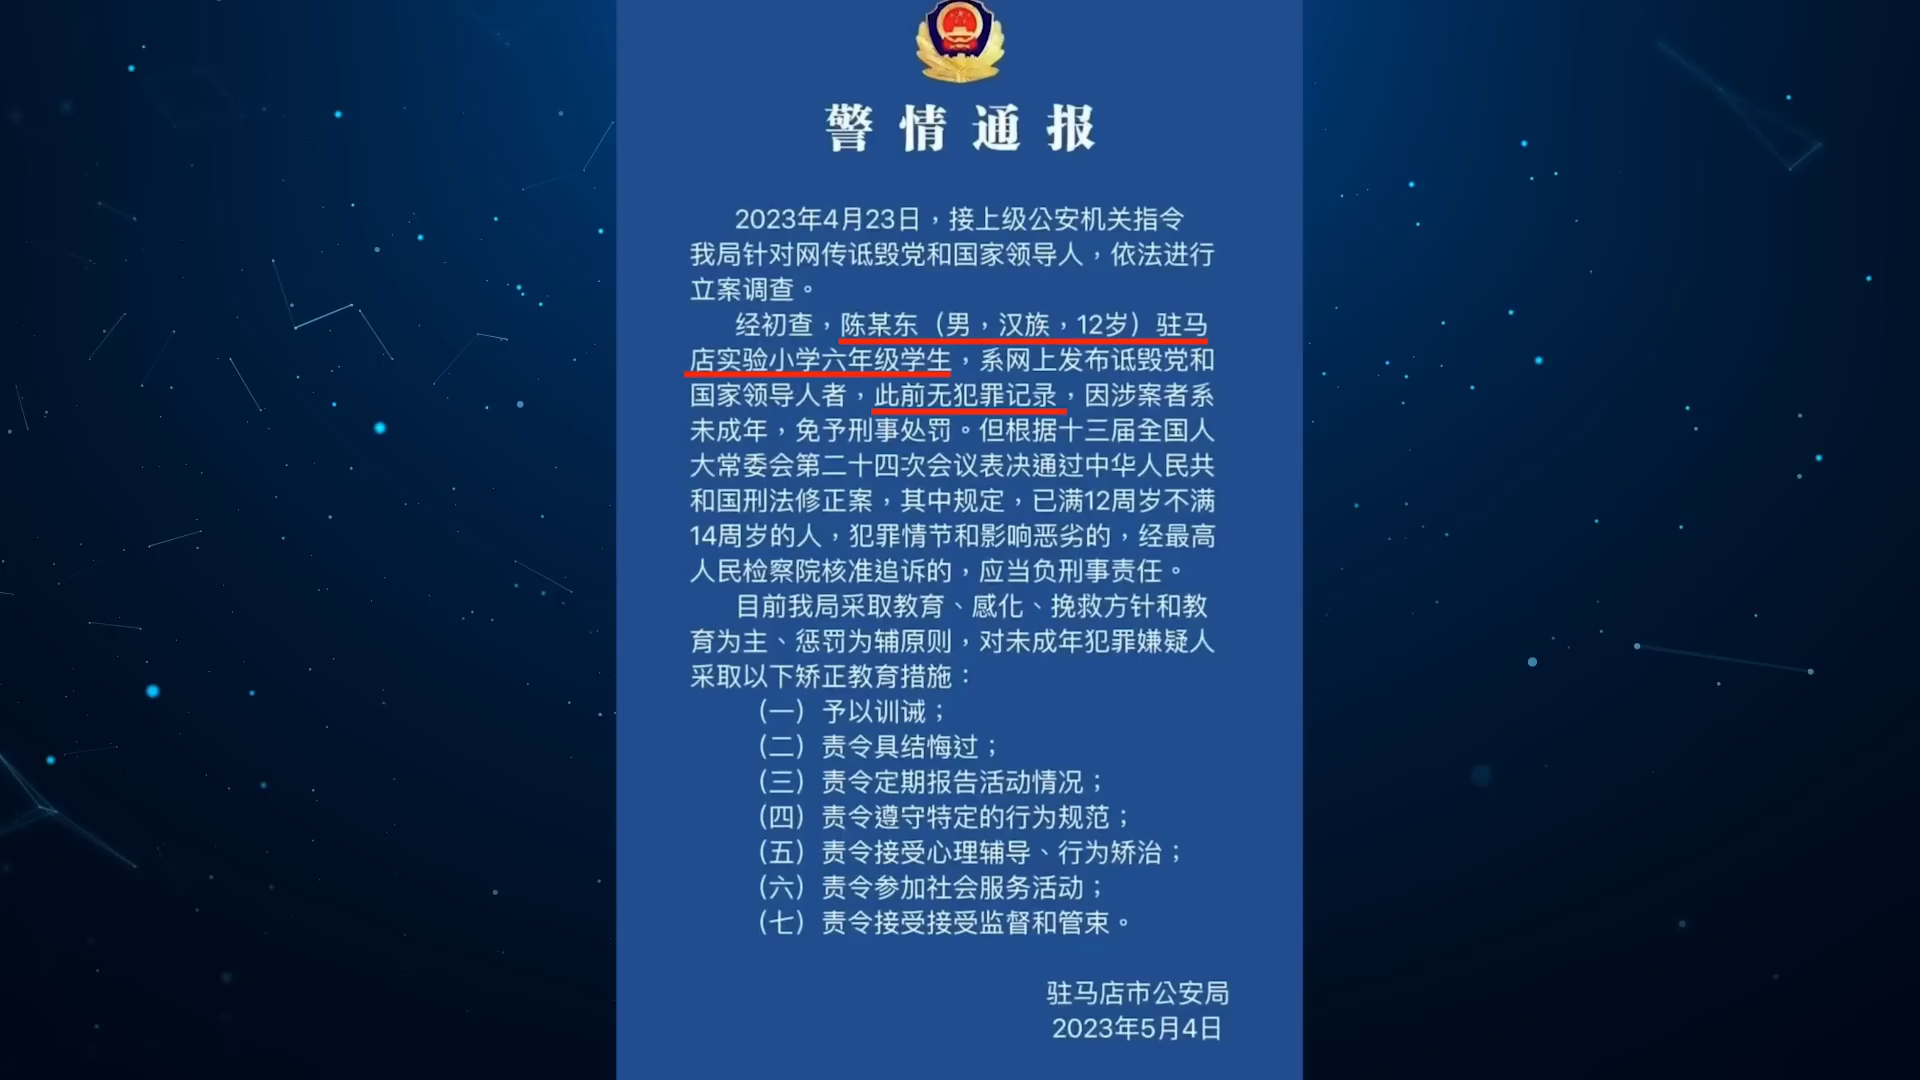 警情通报
2023年4月23日，接上级公安机关指令
我局针对网传诋毁党和国家领导人，依法进行
立案调查。
经初查，陈某东（男，汉族，12岁）驻马
店实验小学六年级学生，系网上发布诋毁党和
国家领导人者，此前无犯罪记录，因涉案者系
未成年，免予刑事处罚。但根据十三届全国人
大常委会第二十四次会议表决通过中华人民共
和国刑法修正案，其中规定，已满12周岁不满
14周岁的人，犯罪情节和影响恶劣的，经最高
人民检察院核准追诉的，应当负刑事责任。
目前我局采取教育、感化、挽救方针和教
育为主、惩罚为辅原则，对未成年犯罪嫌疑人
采取以下矫正教育措施：
（一）予以训诫；
（二）责令具结悔过；
（三）责令定期报告活动情况；
（四）责令遵守特定的行为规范；
（五）责令接受心理辅导、行为矫治；
（六）责令参加社会服务活动；
（七）责令接受接受监督和管束。
驻马店市公安局
2023年5月4日